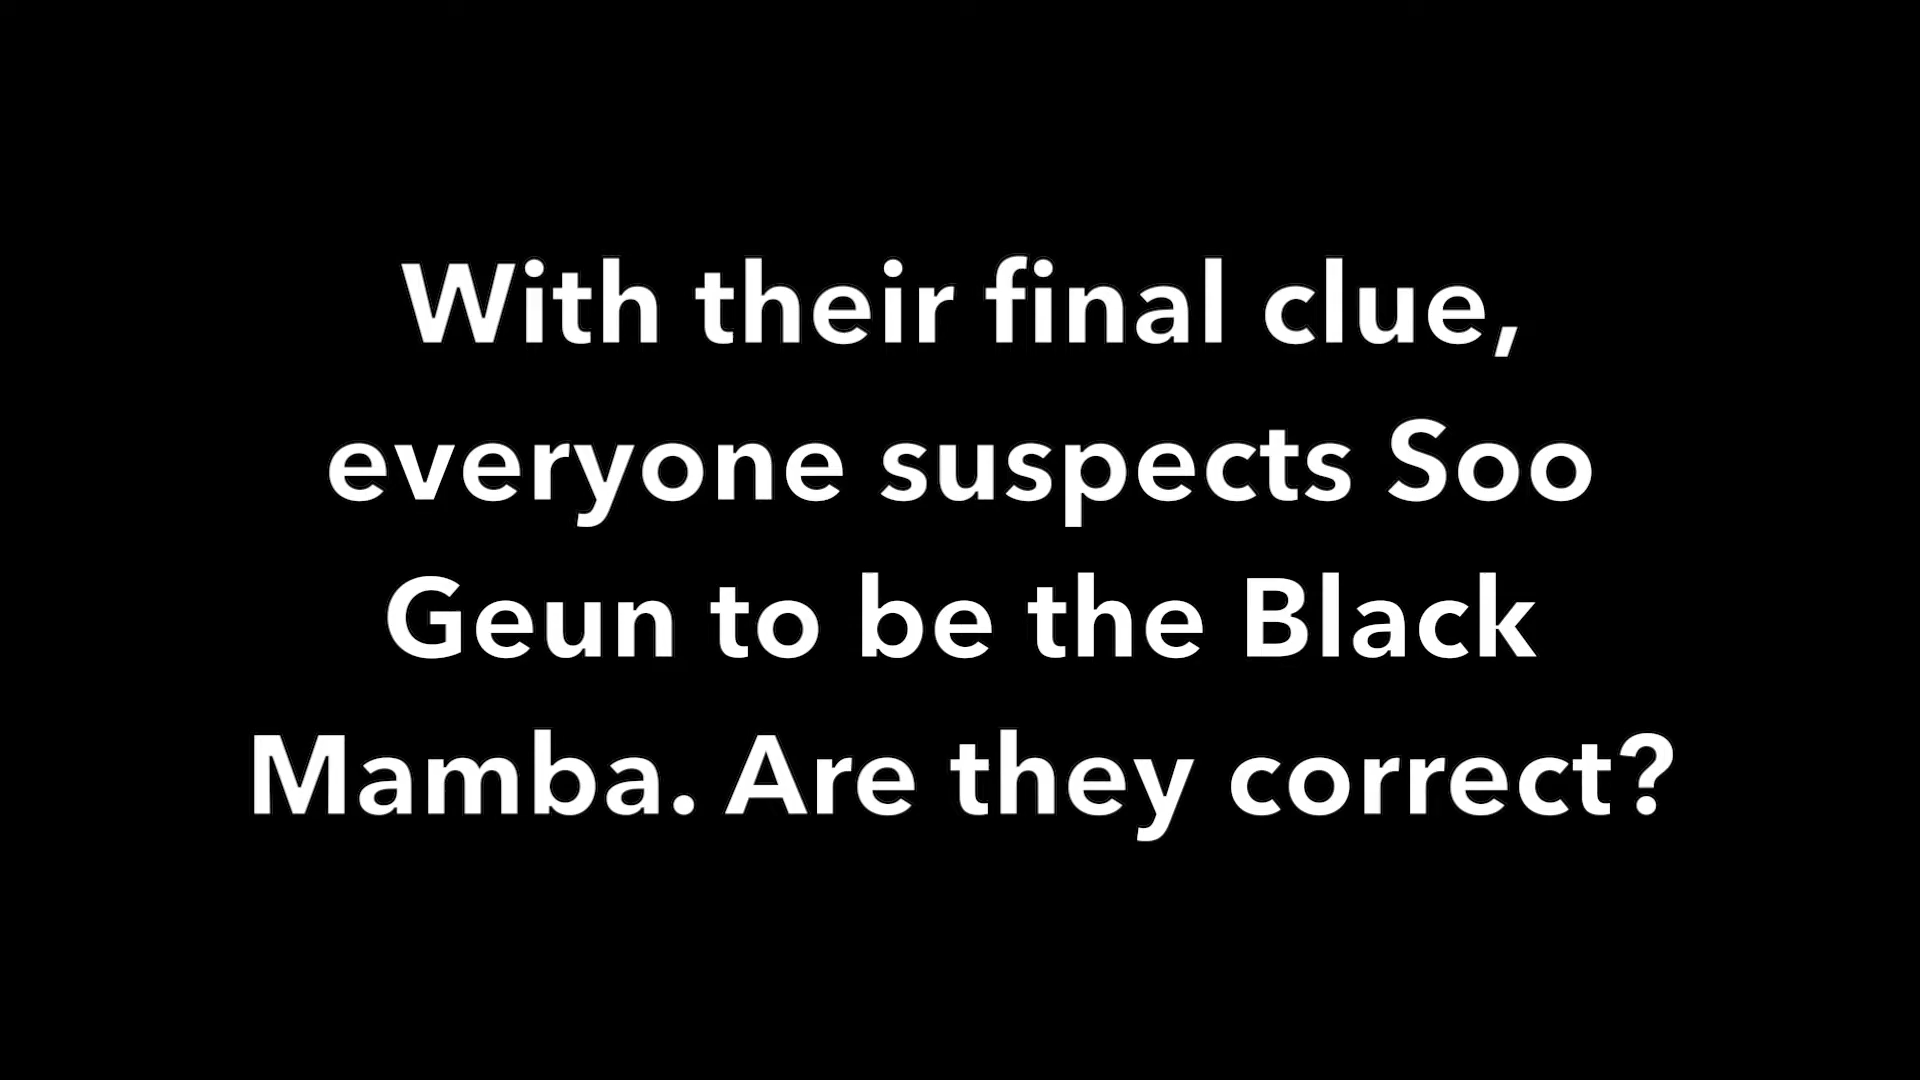 With their final clue,
everyone suspects Soo
Geun to be the Black
Mamba. Are they correct?